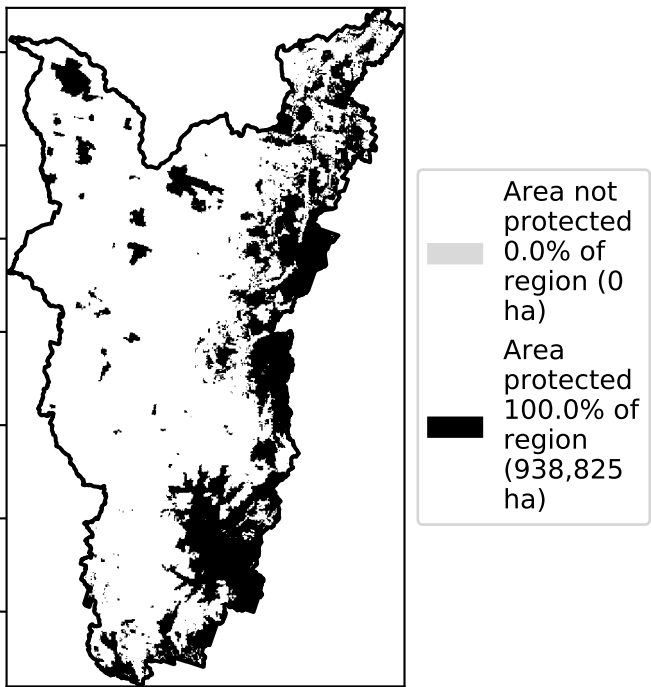 Area not
protected
0.0% of
region (0
ha)
Area
protected
100.0% of
region
(938,825
ha)